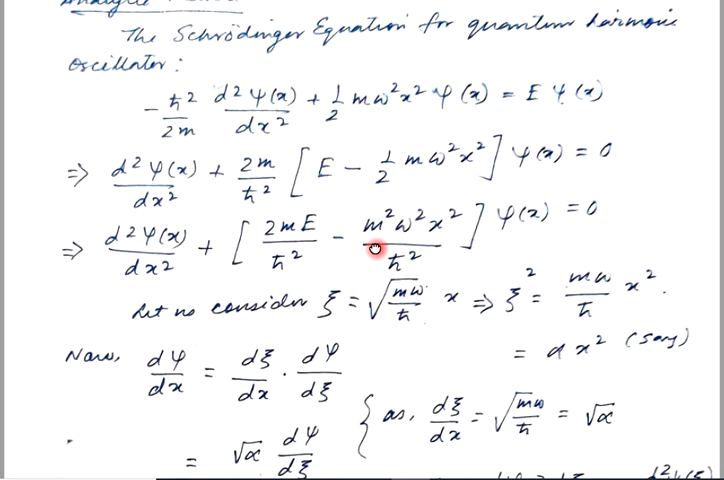 Analytic
The Schrödinger Equation for quantum harmonic
oscillator :
- ħ²/2m d²ψ(x)/dx² + 1/2 mω²x² ψ(x) = E ψ(x)
⇒ d²ψ(x)/dx² + 2m/ħ² [ E - 1/2 mω²x² ] ψ(x) = 0
⇒ d²ψ(x)/dx² + [ 2mE/ħ² - m²ω²x²/ħ² ] ψ(x) = 0
Let us consider ξ = √(mω/ħ) x ⇒ ξ² = mω/ħ x².
= α x² (say)
Now, dψ/dx = dξ/dx · dψ/dξ
{ as, dξ/dx = √(mω/ħ) = √α
= √α dψ/dξ